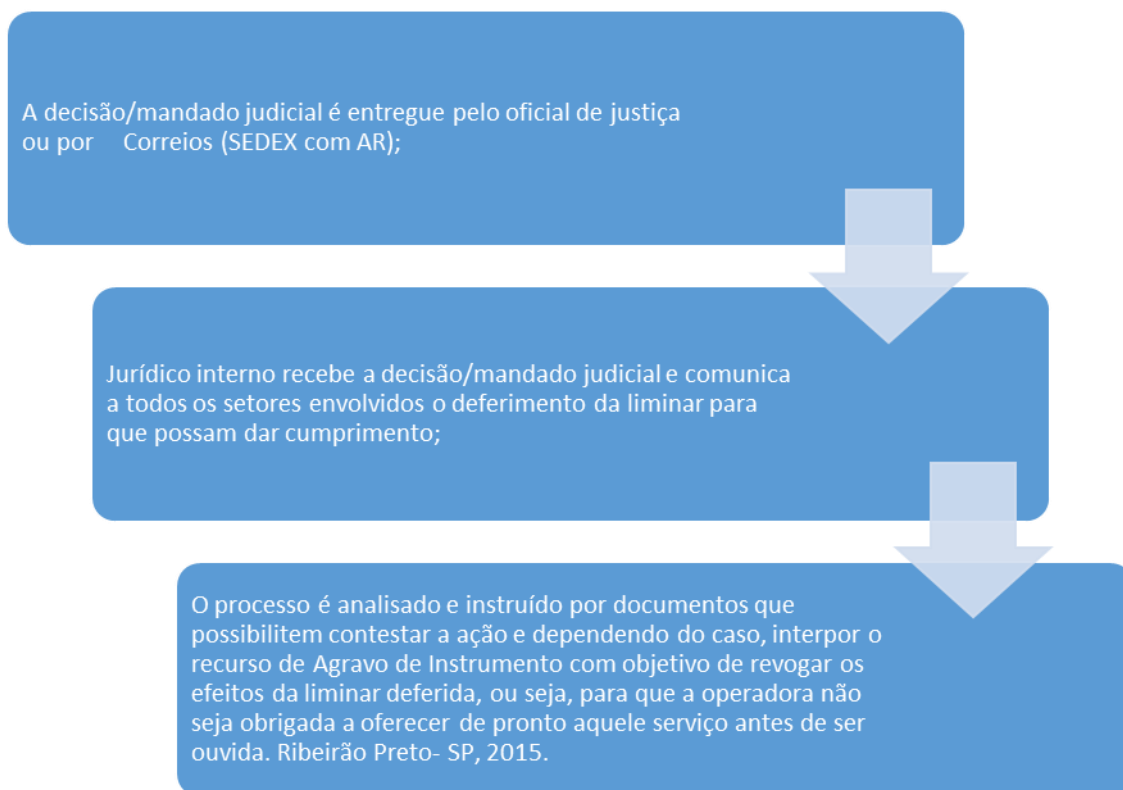 A decisão/mandado judicial é entregue pelo oficial de justiça
ou por Correios (SEDEX com AR);
Jurídico interno recebe a decisão/mandado judicial e comunica
a todos os setores envolvidos o deferimento da liminar para
que possam dar cumprimento;
O processo é analisado e instruído por documentos que
possibilitem contestar a ação e dependendo do caso, interpor o
recurso de Agravo de Instrumento com objetivo de revogar os
efeitos da liminar deferida, ou seja, para que a operadora não
seja obrigada a oferecer de pronto aquele serviço antes de ser
ouvida. Ribeirão Preto- SP, 2015.